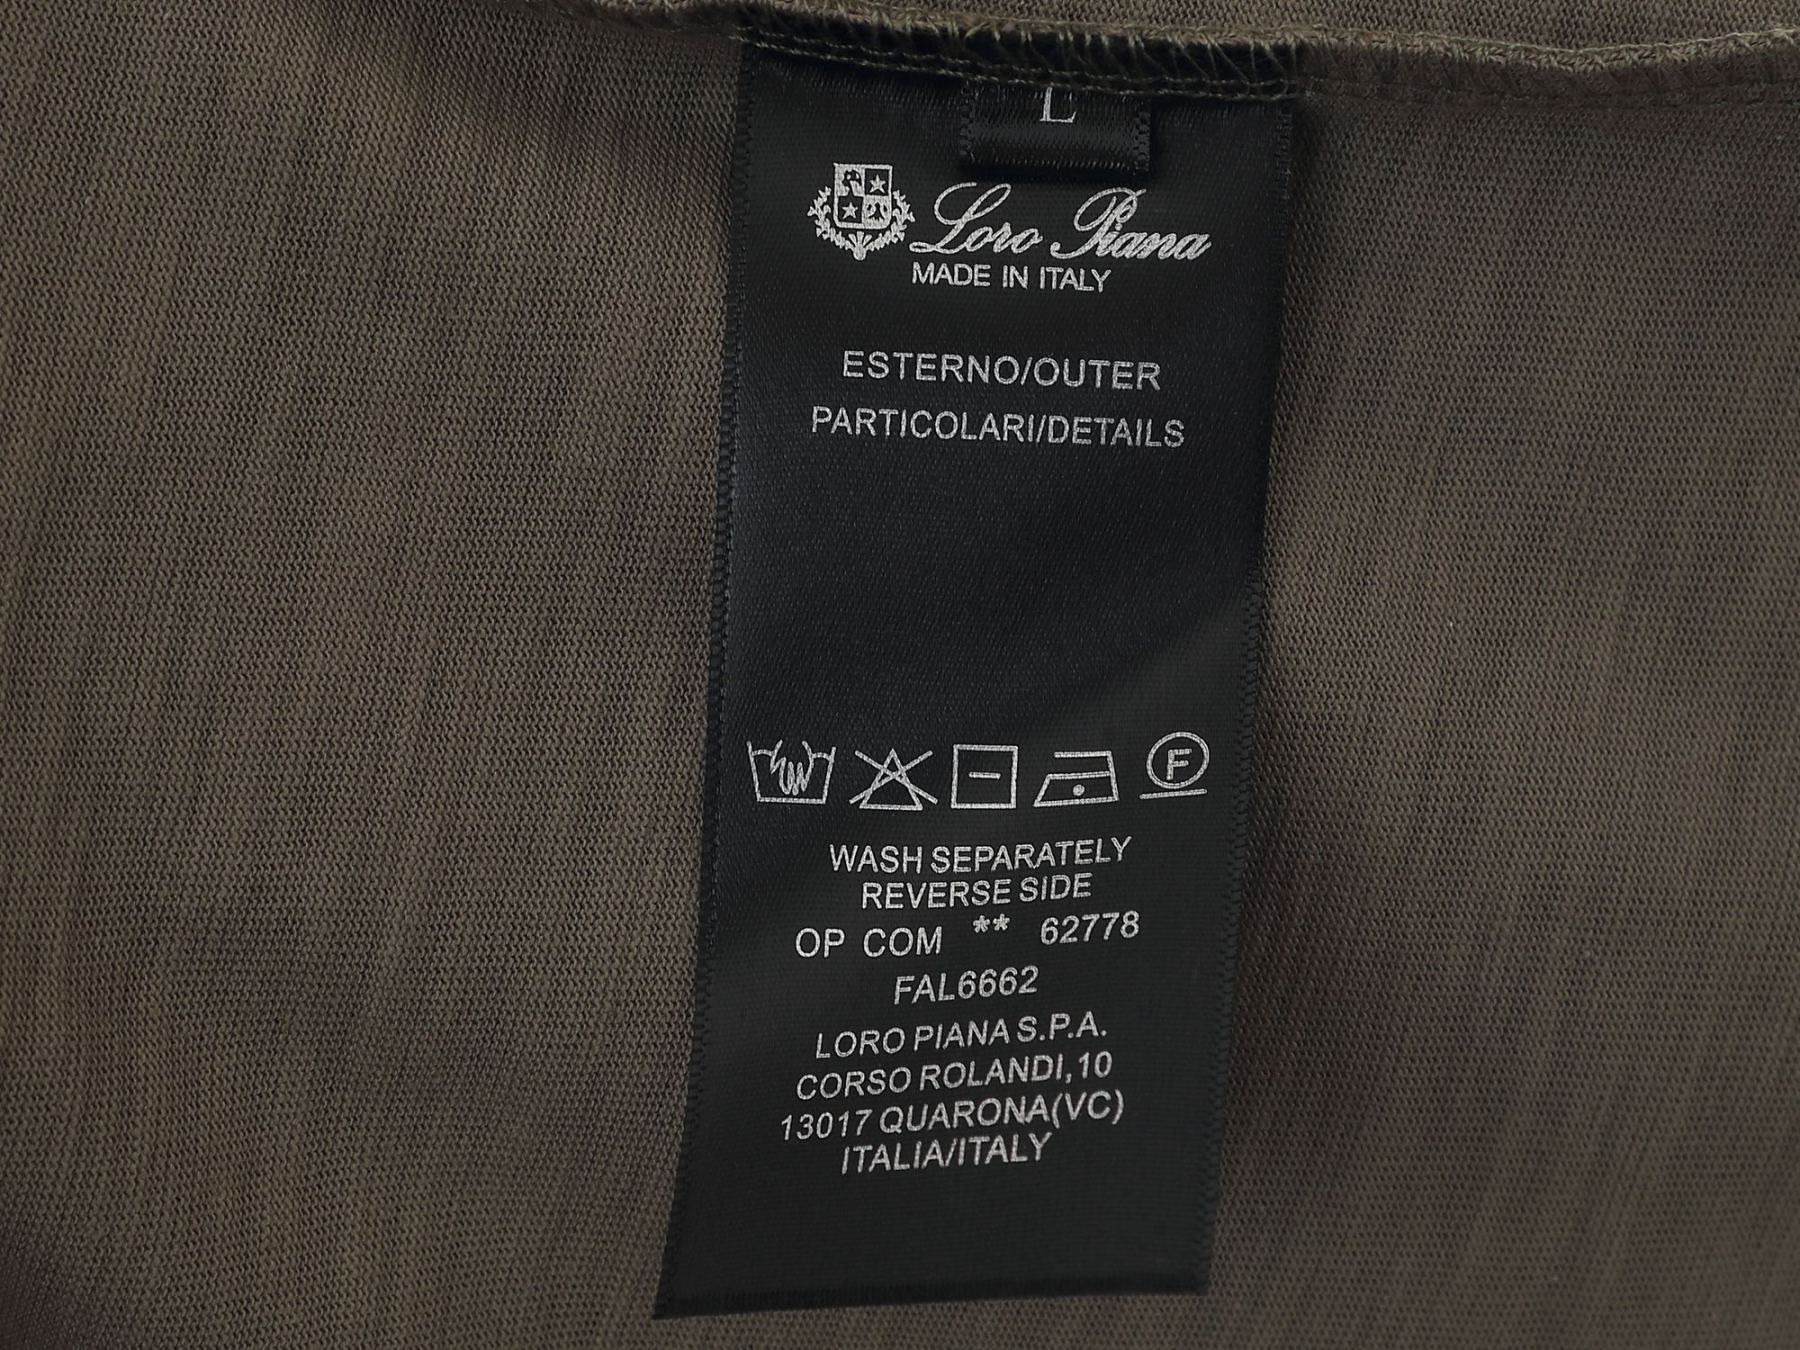 L
Loro Piana
MADE IN ITALY
ESTERNO/OUTER
PARTICOLARI/DETAILS
F
WASH SEPARATELY
REVERSE SIDE
OP COM ** 62778
FAL6662
LORO PIANA S.P.A.
CORSO ROLANDI,10
13017 QUARONA(VC)
ITALIA/ITALY